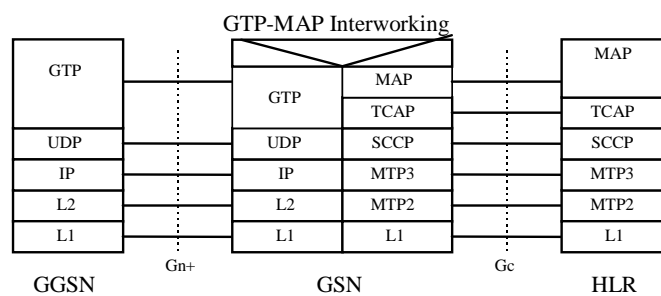 GTP-MAP Interworking
GTP
GTP
MAP
MAP
TCAP
TCAP
UDP
UDP
SCCP
SCCP
IP
IP
MTP3
MTP3
L2
L2
MTP2
MTP2
L1
L1
L1
L1
Gn+
Gc
GGSN
GSN
HLR